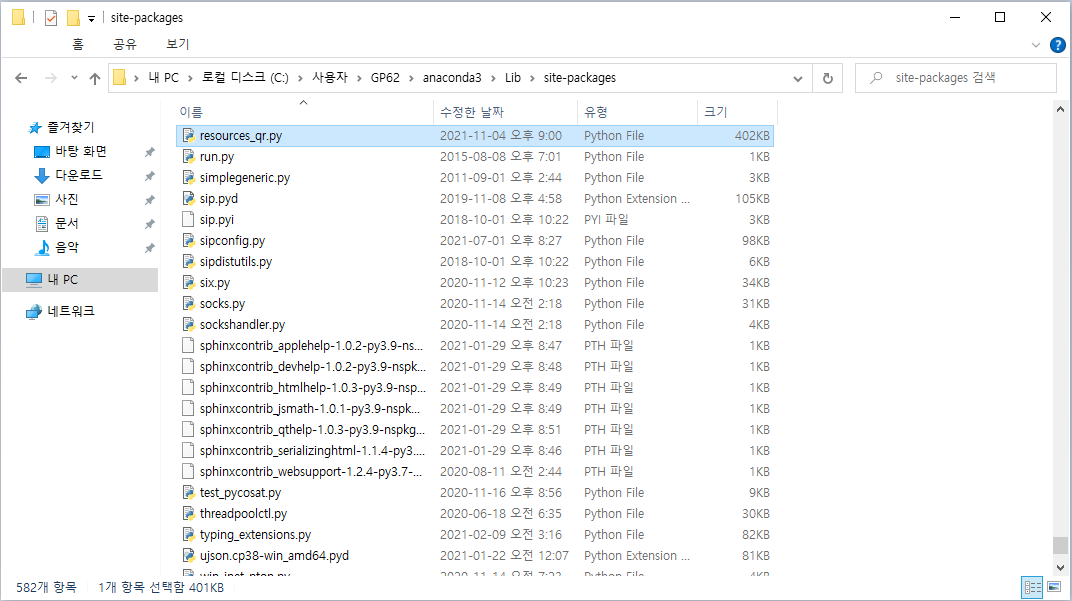 site-packages
홈 공유 보기
내 PC 로컬 디스크 (C:) 사용자 GP62 anaconda3 Lib site-packages site-packages 검색
즐겨찾기
바탕 화면
다운로드
사진
문서
음악
내 PC
네트워크
이름 수정한 날짜 유형 크기
resources_qr.py 2021-11-04 오후 9:00 Python File 402KB
run.py 2015-08-08 오후 7:01 Python File 1KB
simplegeneric.py 2011-09-01 오후 2:44 Python File 3KB
sip.pyd 2019-11-08 오후 4:58 Python Extension ... 105KB
sip.pyi 2018-10-01 오후 10:22 PYI 파일 3KB
sipconfig.py 2021-07-01 오후 8:27 Python File 98KB
sipdistutils.py 2018-10-01 오후 10:22 Python File 6KB
six.py 2020-11-12 오후 10:23 Python File 34KB
socks.py 2020-11-14 오전 2:18 Python File 31KB
sockshandler.py 2020-11-14 오전 2:18 Python File 4KB
sphinxcontrib_applehelp-1.0.2-py3.9-ns... 2021-01-29 오후 8:47 PTH 파일 1KB
sphinxcontrib_devhelp-1.0.2-py3.9-nspk... 2021-01-29 오후 8:48 PTH 파일 1KB
sphinxcontrib_htmlhelp-1.0.3-py3.9-nsp... 2021-01-29 오후 8:49 PTH 파일 1KB
sphinxcontrib_jsmath-1.0.1-py3.9-nspk... 2021-01-29 오후 8:49 PTH 파일 1KB
sphinxcontrib_qthelp-1.0.3-py3.9-nspkg... 2021-01-29 오후 8:51 PTH 파일 1KB
sphinxcontrib_serializinghtml-1.1.4-py3.... 2021-01-29 오후 8:46 PTH 파일 1KB
sphinxcontrib_websupport-1.2.4-py3.7-... 2020-08-11 오전 2:44 PTH 파일 1KB
test_pycosat.py 2020-11-16 오후 8:56 Python File 9KB
threadpoolctl.py 2020-06-18 오전 6:35 Python File 30KB
typing_extensions.py 2021-02-09 오전 3:16 Python File 82KB
ujson.cp38-win_amd64.pyd 2021-01-22 오전 12:07 Python Extension ... 81KB
win_inet_pton.py 2020-11-14 오전 7:23 Python File 4KB
582개 항목 1개 항목 선택함 401KB